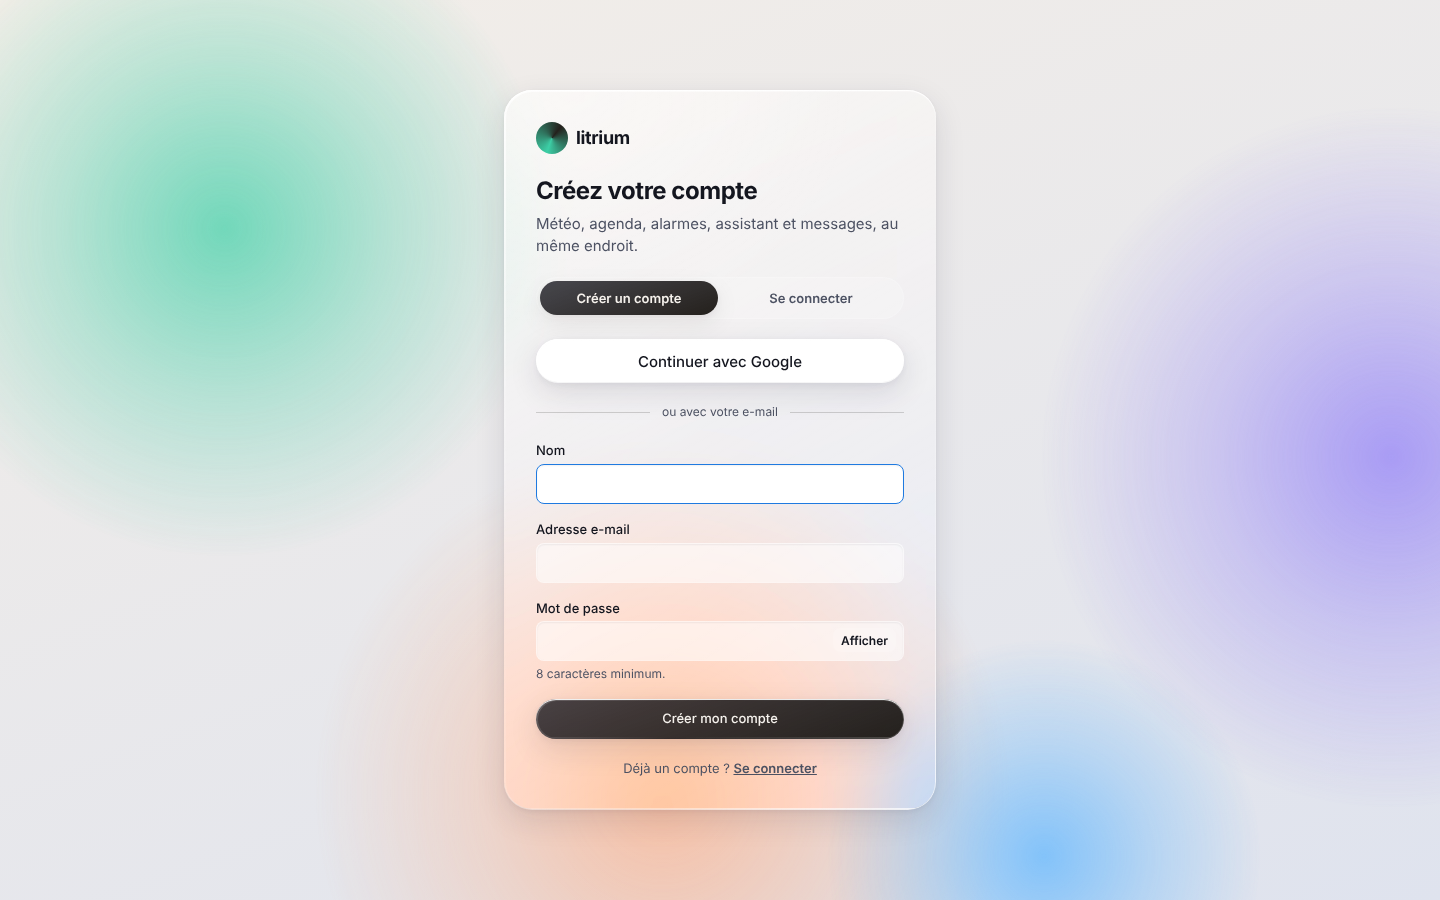 litrium
Créez votre compte
Météo, agenda, alarmes, assistant et messages, au
même endroit.
Créer un compte
Se connecter
Continuer avec Google
ou avec votre e-mail
Nom
Adresse e-mail
Mot de passe
Afficher
8 caractères minimum.
Créer mon compte
Déjà un compte ? Se connecter